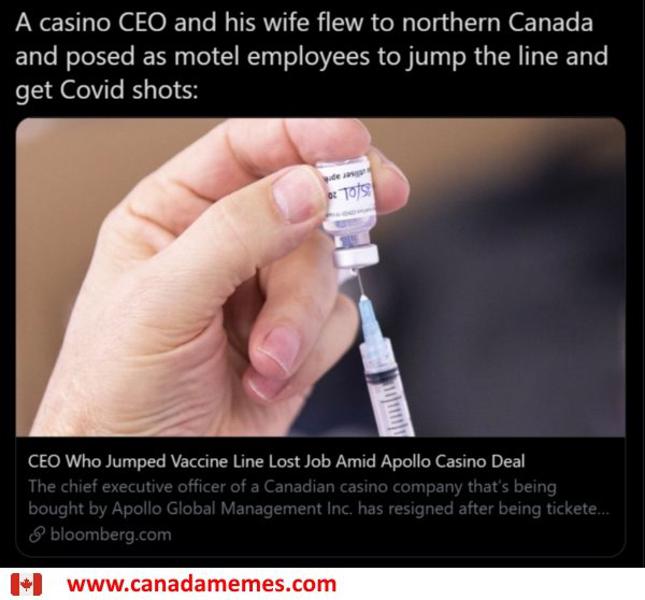 A casino CEO and his wife flew to northern Canada
and posed as motel employees to jump the line and
get Covid shots:
CEO Who Jumped Vaccine Line Lost Job Amid Apollo Casino Deal
The chief executive officer of a Canadian casino company that's being
bought by Apollo Global Management Inc. has resigned after being tickete...
bloomberg.com
www.canadamemes.com